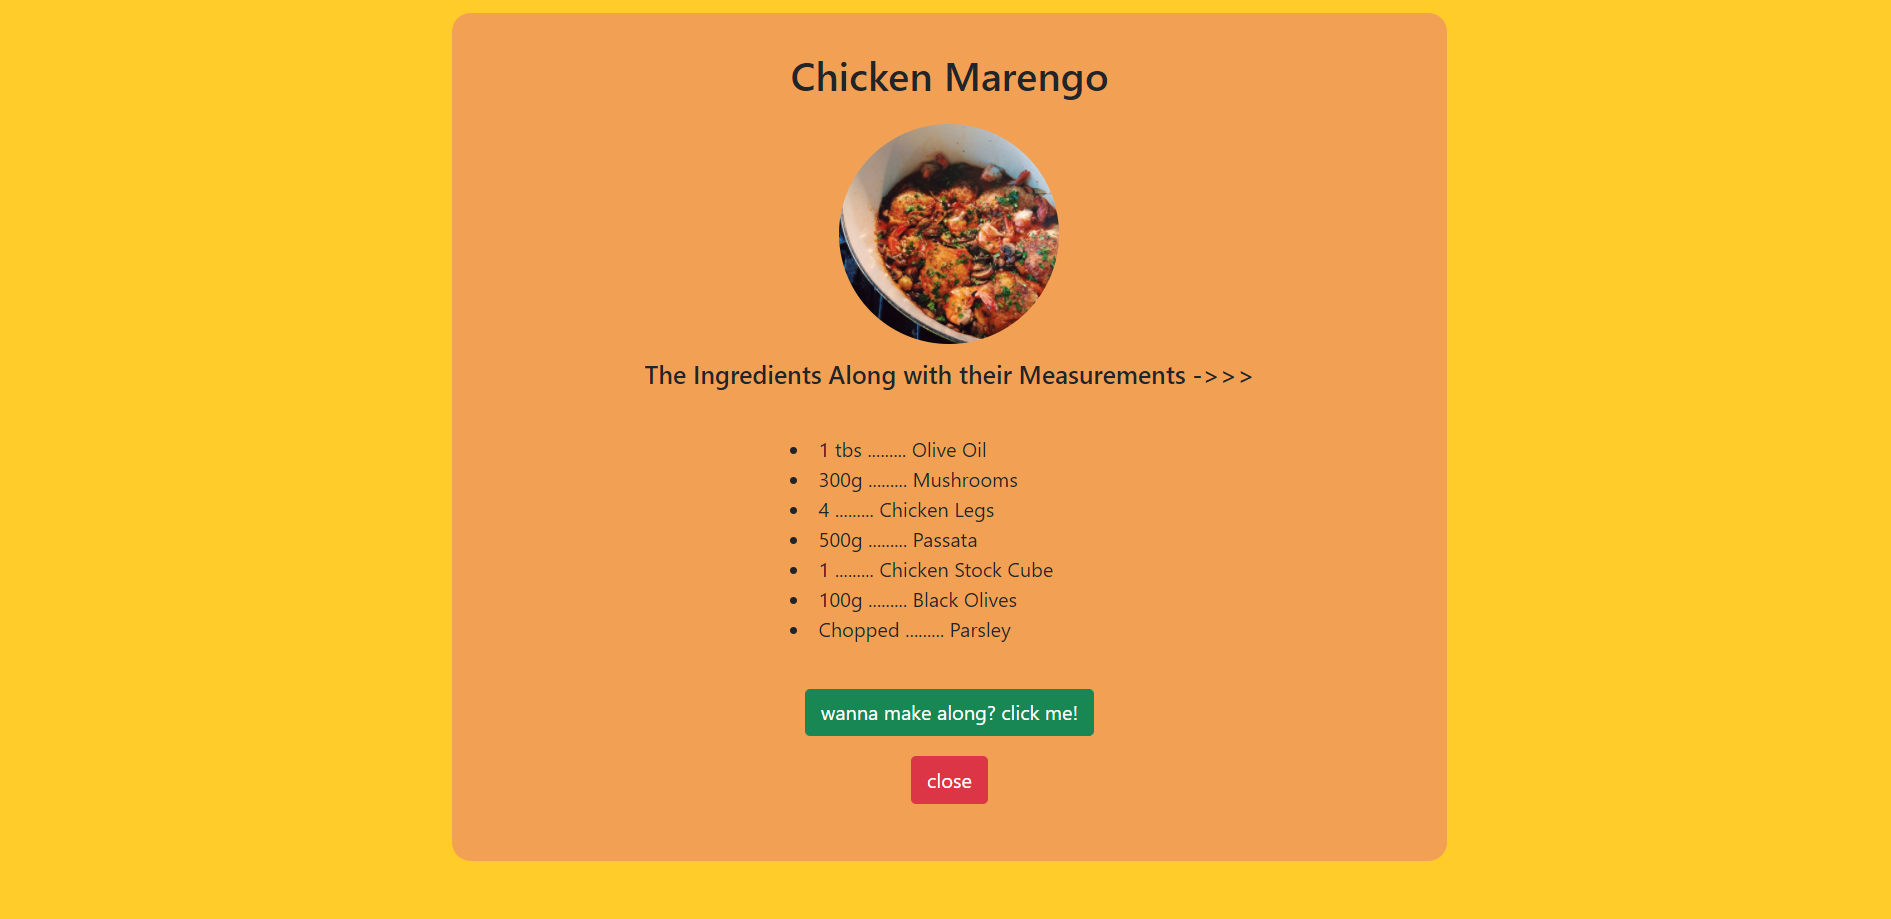 Chicken Marengo
The Ingredients Along with their Measurements ->>>
• 1 tbs ......... Olive Oil
• 300g ......... Mushrooms
• 4 ......... Chicken Legs
• 500g ......... Passata
• 1 ......... Chicken Stock Cube
• 100g ......... Black Olives
• Chopped ......... Parsley
wanna make along? click me!
close